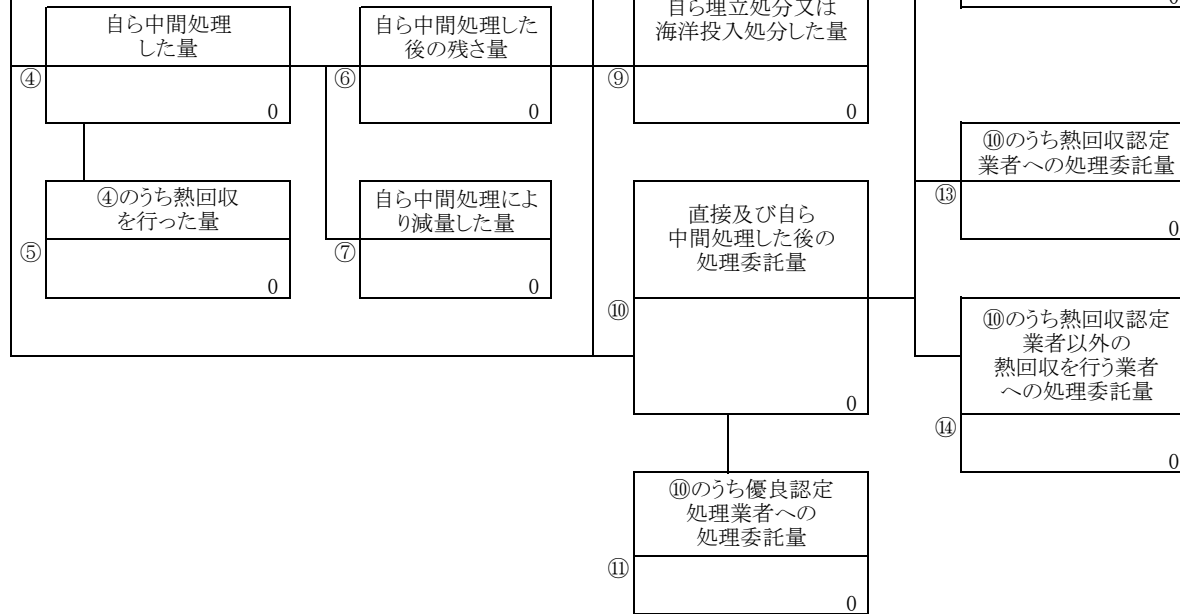 自ら中間処理
した量
④
0
自ら中間処理した
後の残さ量
⑥
0
自ら埋立処分又は
海洋投入処分した量
⑨
0
0
④のうち熱回収
を行った量
⑤
0
自ら中間処理によ
り減量した量
⑦
0
直接及び自ら
中間処理した後の
処理委託量
⑩
0
⑩のうち熱回収認定
業者への処理委託量
⑬
0
⑩のうち熱回収認定
業者以外の
熱回収を行う業者
への処理委託量
⑭
0
⑩のうち優良認定
処理業者への
処理委託量
⑪
0